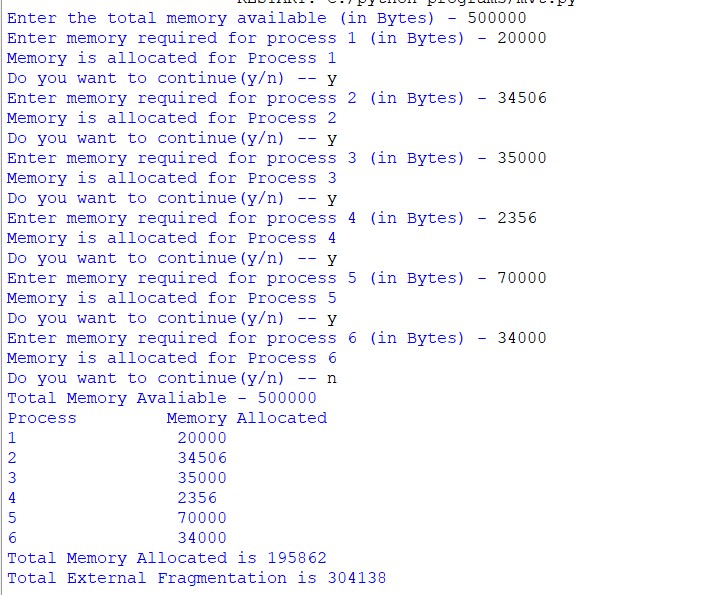 RESTART: C:/python programs/mvt.py
Enter the total memory available (in Bytes) - 500000
Enter memory required for process 1 (in Bytes) - 20000
Memory is allocated for Process 1
Do you want to continue(y/n) -- y
Enter memory required for process 2 (in Bytes) - 34506
Memory is allocated for Process 2
Do you want to continue(y/n) -- y
Enter memory required for process 3 (in Bytes) - 35000
Memory is allocated for Process 3
Do you want to continue(y/n) -- y
Enter memory required for process 4 (in Bytes) - 2356
Memory is allocated for Process 4
Do you want to continue(y/n) -- y
Enter memory required for process 5 (in Bytes) - 70000
Memory is allocated for Process 5
Do you want to continue(y/n) -- y
Enter memory required for process 6 (in Bytes) - 34000
Memory is allocated for Process 6
Do you want to continue(y/n) -- n
Total Memory Avaliable - 500000
Process Memory Allocated
1 20000
2 34506
3 35000
4 2356
5 70000
6 34000
Total Memory Allocated is 195862
Total External Fragmentation is 304138